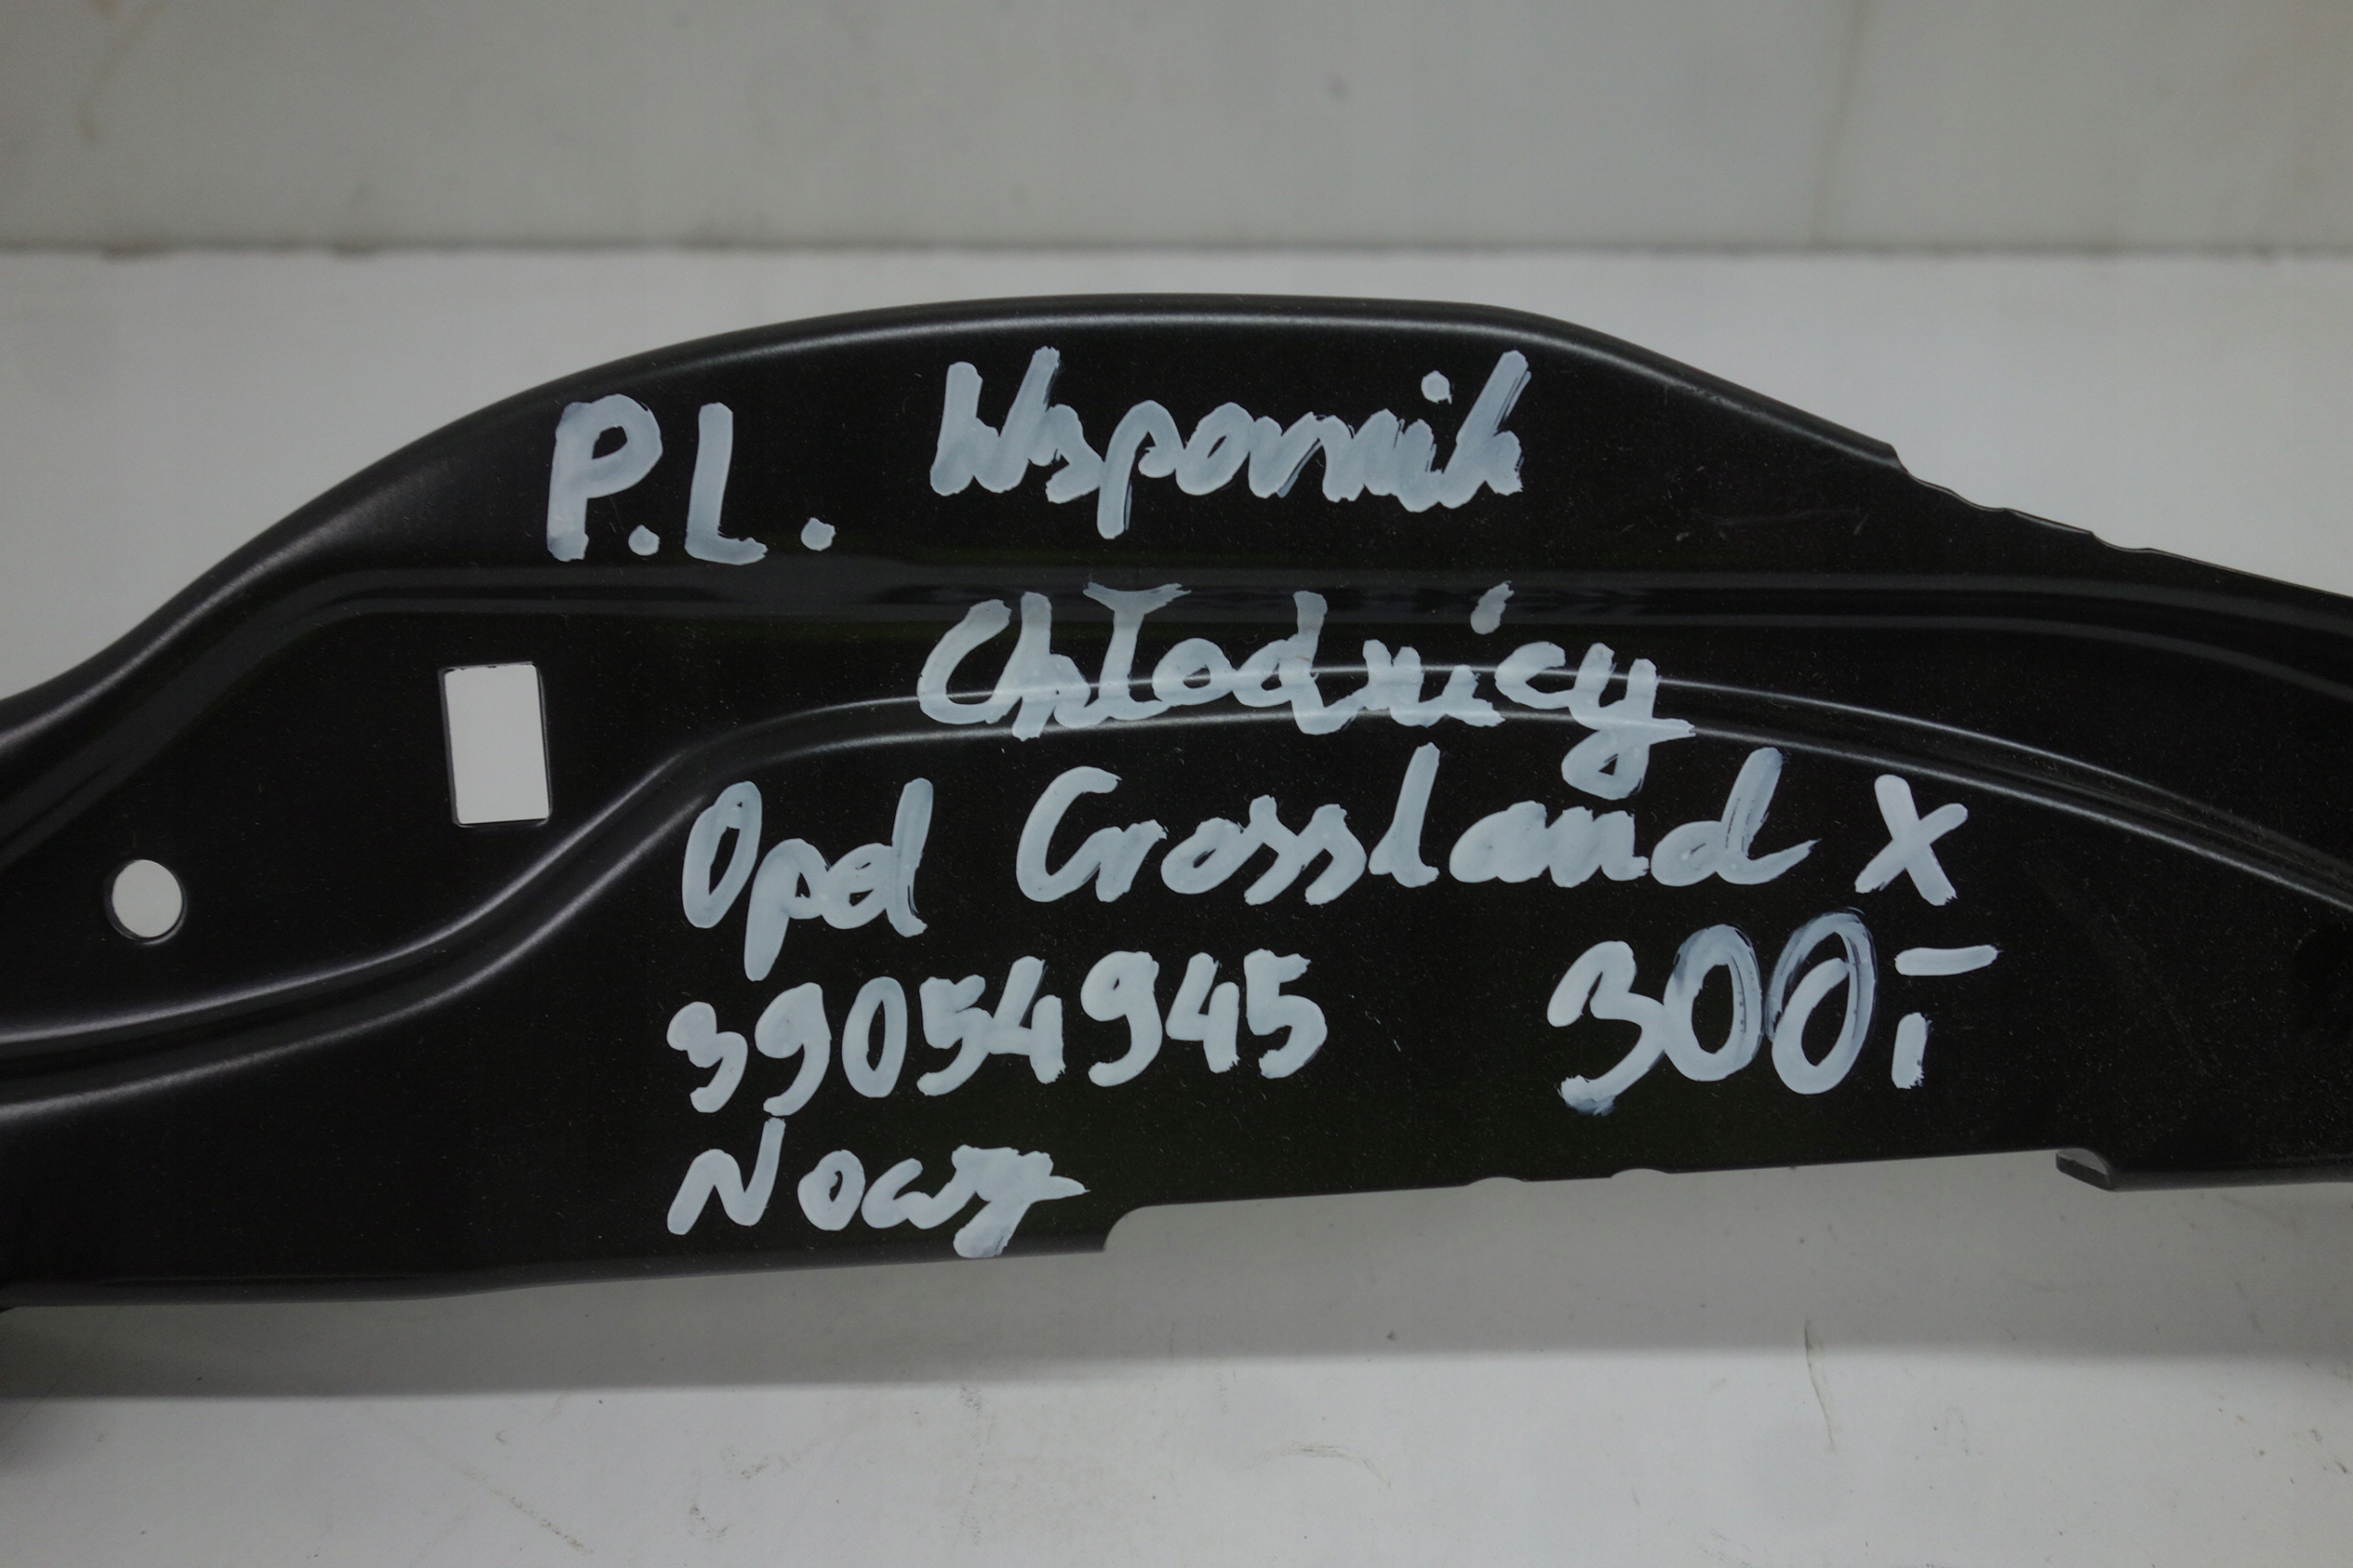 P.L. Wspornik
Chłodnicy
Opel Crossland X
39054945 300,-
Nowy